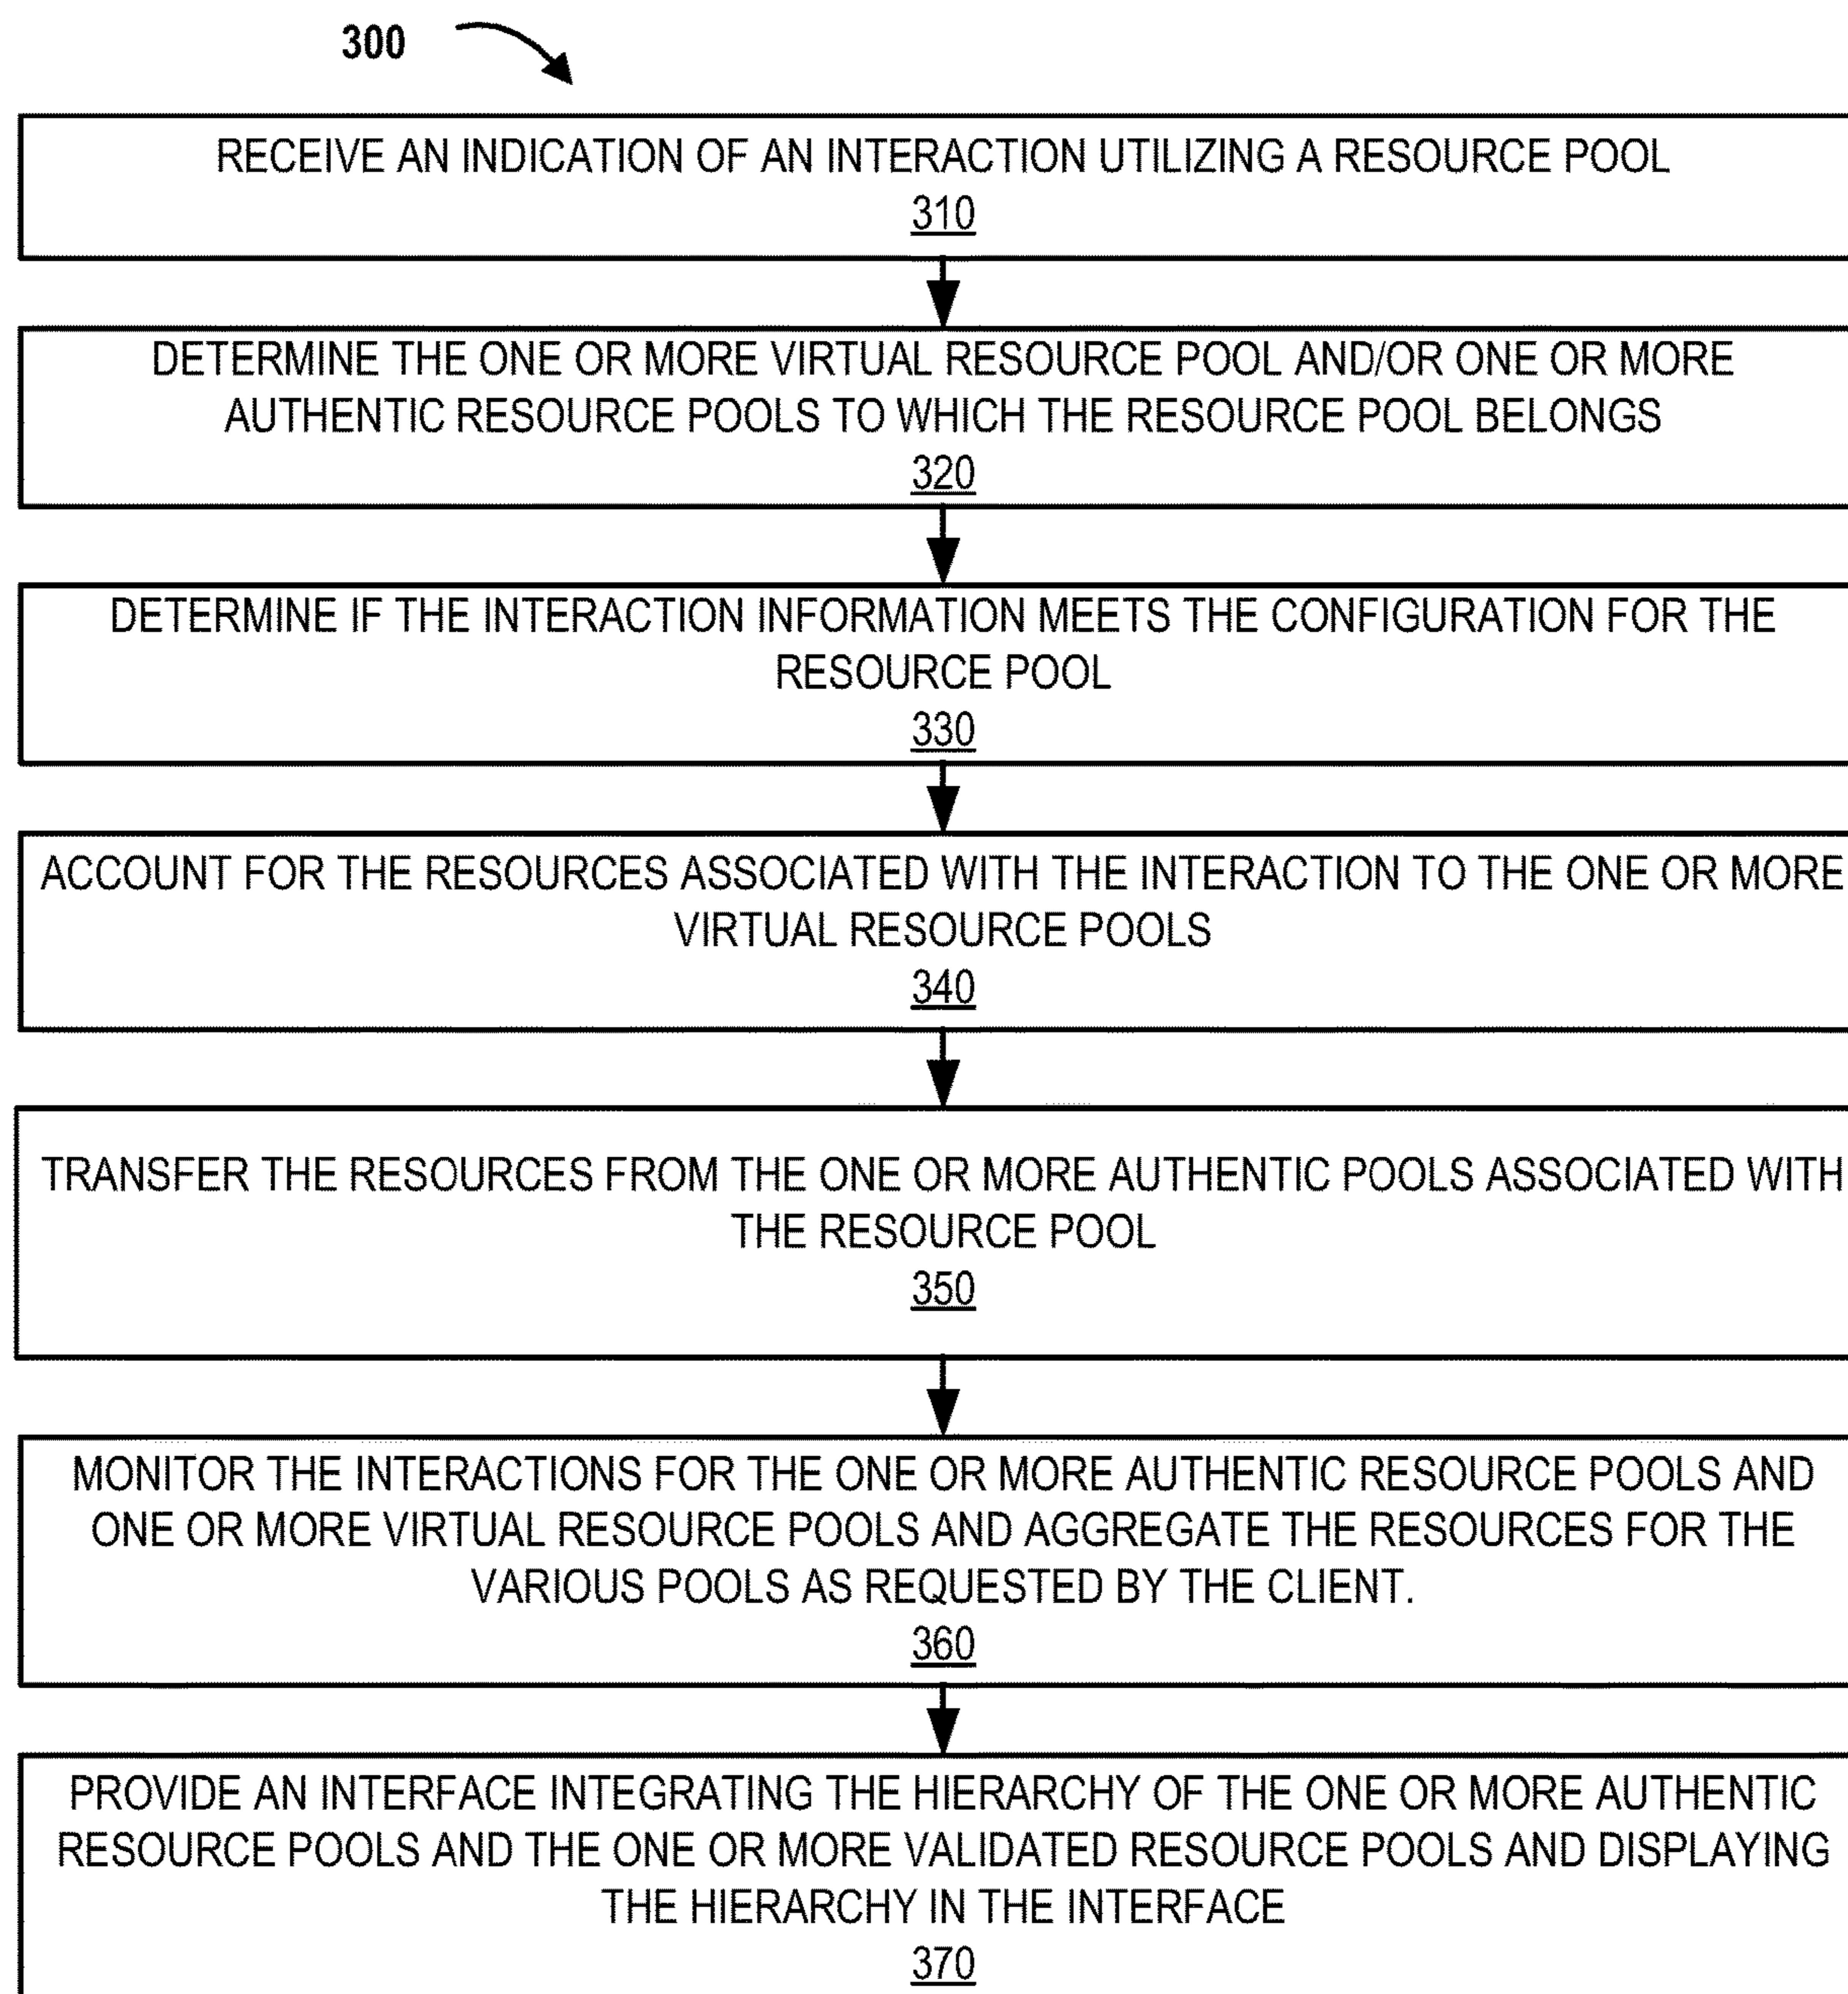 300
RECEIVE AN INDICATION OF AN INTERACTION UTILIZING A RESOURCE POOL
310
DETERMINE THE ONE OR MORE VIRTUAL RESOURCE POOL AND/OR ONE OR MORE
AUTHENTIC RESOURCE POOLS TO WHICH THE RESOURCE POOL BELONGS
320
DETERMINE IF THE INTERACTION INFORMATION MEETS THE CONFIGURATION FOR THE
RESOURCE POOL
330
ACCOUNT FOR THE RESOURCES ASSOCIATED WITH THE INTERACTION TO THE ONE OR MORE
VIRTUAL RESOURCE POOLS
340
TRANSFER THE RESOURCES FROM THE ONE OR MORE AUTHENTIC POOLS ASSOCIATED WITH
THE RESOURCE POOL
350
MONITOR THE INTERACTIONS FOR THE ONE OR MORE AUTHENTIC RESOURCE POOLS AND
ONE OR MORE VIRTUAL RESOURCE POOLS AND AGGREGATE THE RESOURCES FOR THE
VARIOUS POOLS AS REQUESTED BY THE CLIENT.
360
PROVIDE AN INTERFACE INTEGRATING THE HIERARCHY OF THE ONE OR MORE AUTHENTIC
RESOURCE POOLS AND THE ONE OR MORE VALIDATED RESOURCE POOLS AND DISPLAYING
THE HIERARCHY IN THE INTERFACE
370